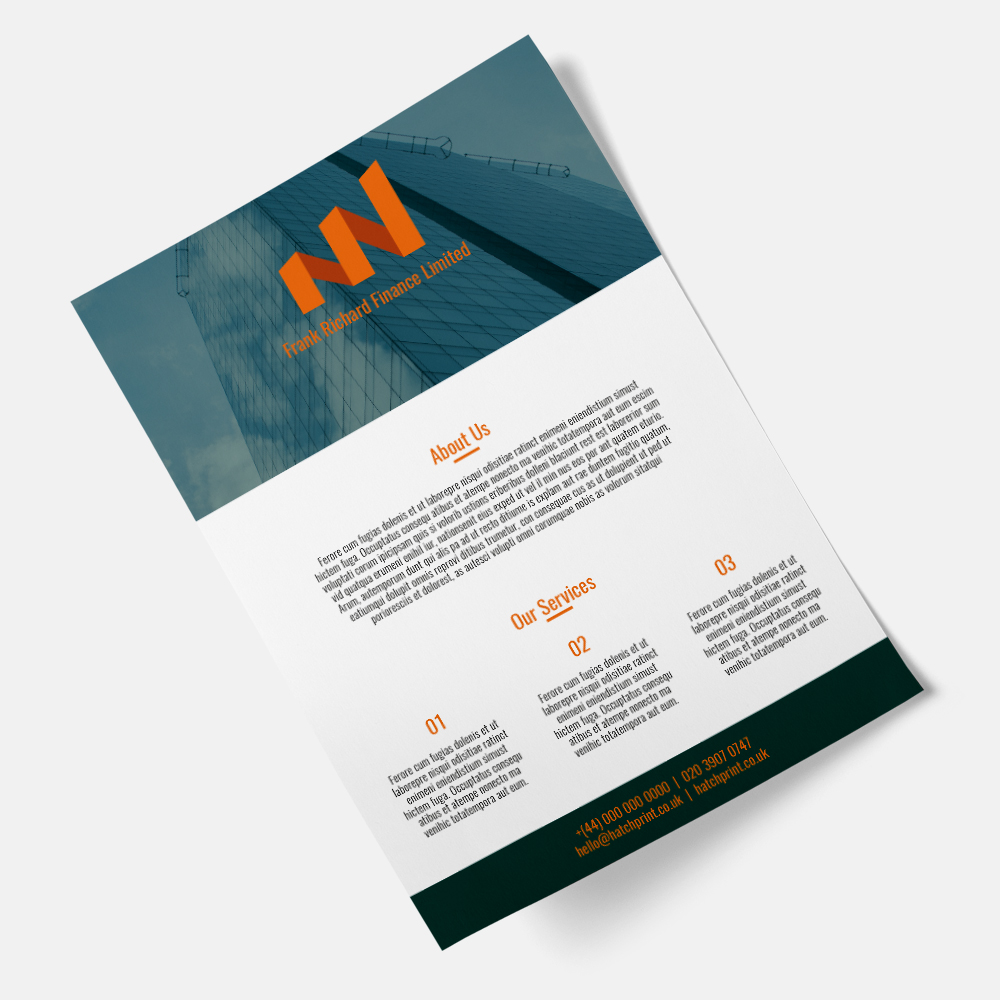 Frank Richard Finance Limited
About Us
Ferore cum fugias dolenis et ut laborepre nisqui odisitiae ratinct enimeni eniendistium simust
hictem fuga. Occuptatus consequ atibus et atempe nonecto ma venihic totatempora aut eum escim
voluptati corum ipicipsam quis si volorib ustions eriberibus dolleni blaciunt rest est laborerior sum
vid quatqua erumeni enihil iur, nationsenit eius exped ut vel il min nus eos por ant quatem eturio.
Arum, autemporum dunt qui alis pa ad ut recto ditiume is explam aut rae duntem fugitio quatum,
eatiumqui dolupit omnis reprovi ditibus frumetur, con consequae cus as ut dolupient ut ped ut
porioresciis et dolorest, as autesci volupti omni corumquae nobis as volorum sitatqui
Our Services
01
Ferore cum fugias dolenis et ut
laborepre nisqui odisitiae ratinct
enimeni eniendistium simust
hictem fuga. Occuptatus consequ
atibus et atempe nonecto ma
venihic totatempora aut eum.
02
Ferore cum fugias dolenis et ut
laborepre nisqui odisitiae ratinct
enimeni eniendistium simust
hictem fuga. Occuptatus consequ
atibus et atempe nonecto ma
venihic totatempora aut eum.
03
Ferore cum fugias dolenis et ut
laborepre nisqui odisitiae ratinct
enimeni eniendistium simust
hictem fuga. Occuptatus consequ
atibus et atempe nonecto ma
venihic totatempora aut eum.
+(44) 000 000 0000 | 020 3907 0747
hello@hatchprint.co.uk | hatchprint.co.uk